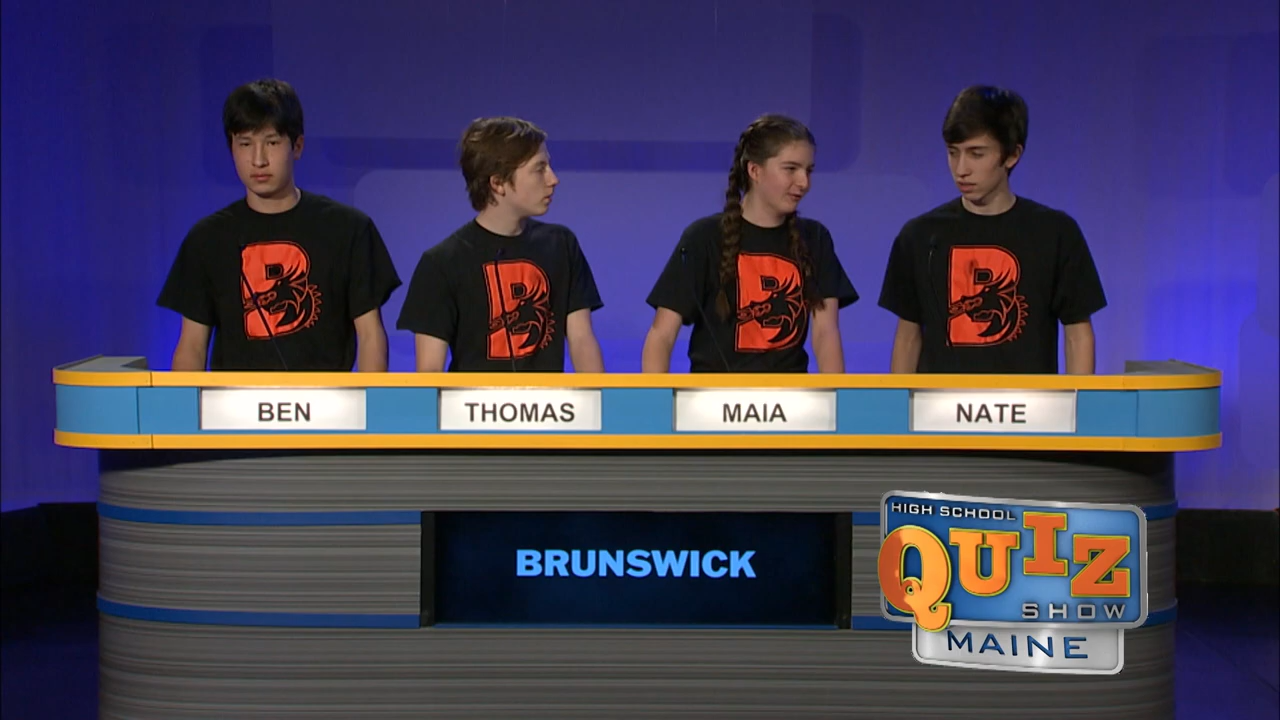 B
B
B
B
BEN
THOMAS
MAIA
NATE
BRUNSWICK
HIGH SCHOOL
QUIZ
SHOW
MAINE